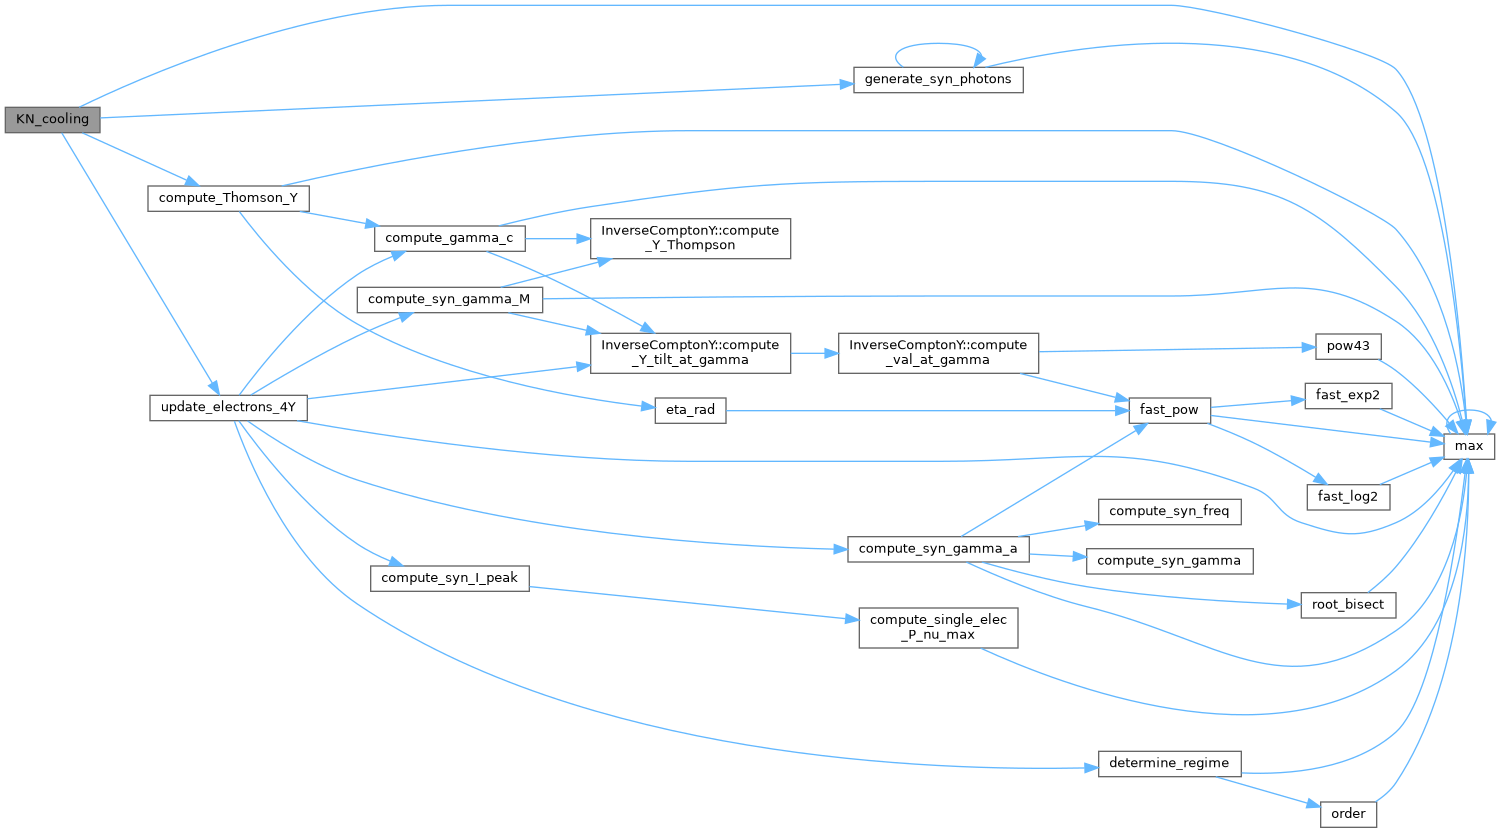 KN_cooling
generate_syn_photons
compute_Thomson_Y
compute_gamma_c
InverseComptonY::compute
_Y_Thompson
compute_syn_gamma_M
InverseComptonY::compute
_Y_tilt_at_gamma
InverseComptonY::compute
_val_at_gamma
pow43
update_electrons_4Y
eta_rad
fast_pow
fast_exp2
max
fast_log2
compute_syn_freq
compute_syn_gamma_a
compute_syn_gamma
compute_syn_I_peak
root_bisect
compute_single_elec
_P_nu_max
determine_regime
order